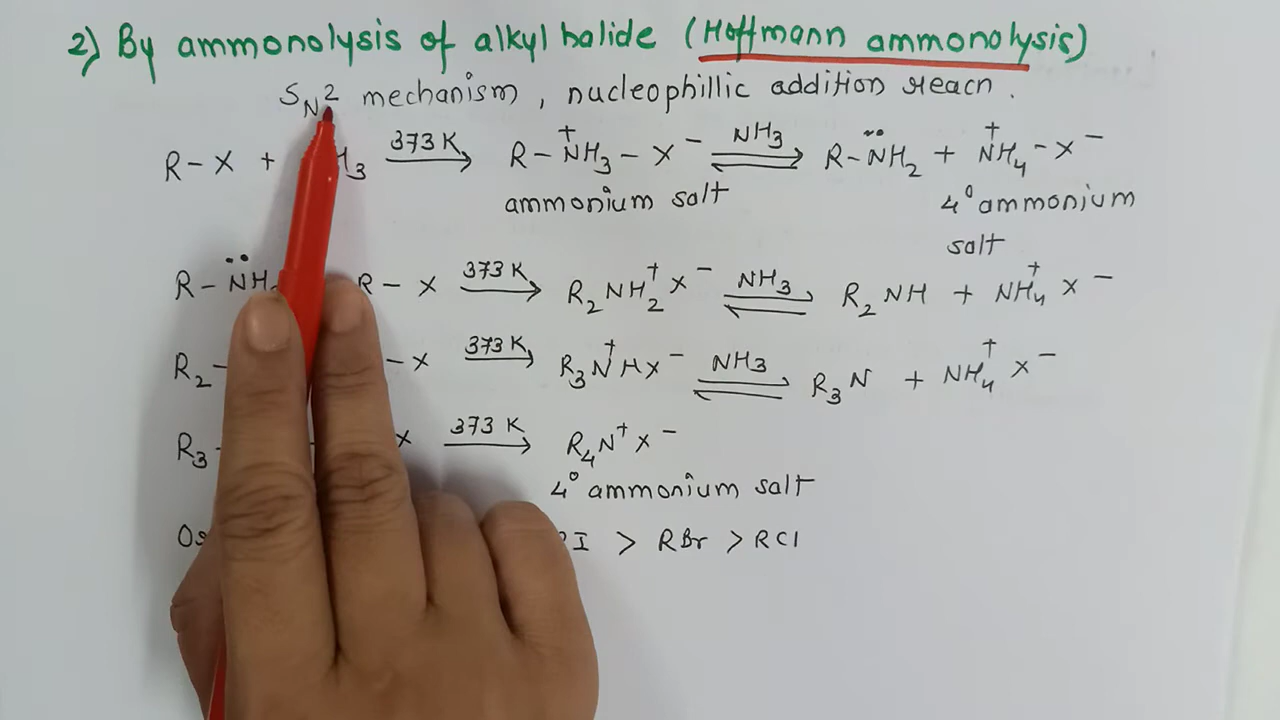 2) By ammonolysis of alkyl halide (Hoffmann ammonolysis)
SN2 mechanism, nucleophillic addition reacn.
R-X + H3 373 K → R-N⁺H3-X⁻ NH3 ⇌ R-N̈H2 + N⁺H4-X⁻
ammonium salt 4° ammonium
salt
R-N̈H R-X 373 K → R2NH2⁺X⁻ NH3 ⇌ R2NH + NH4⁺X⁻
R2- -X 373 K → R3N⁺HX⁻ NH3 ⇌ R3N + NH4⁺X⁻
R3- X 373 K → R4N⁺X⁻
4° ammonium salt
> RBr > RCl